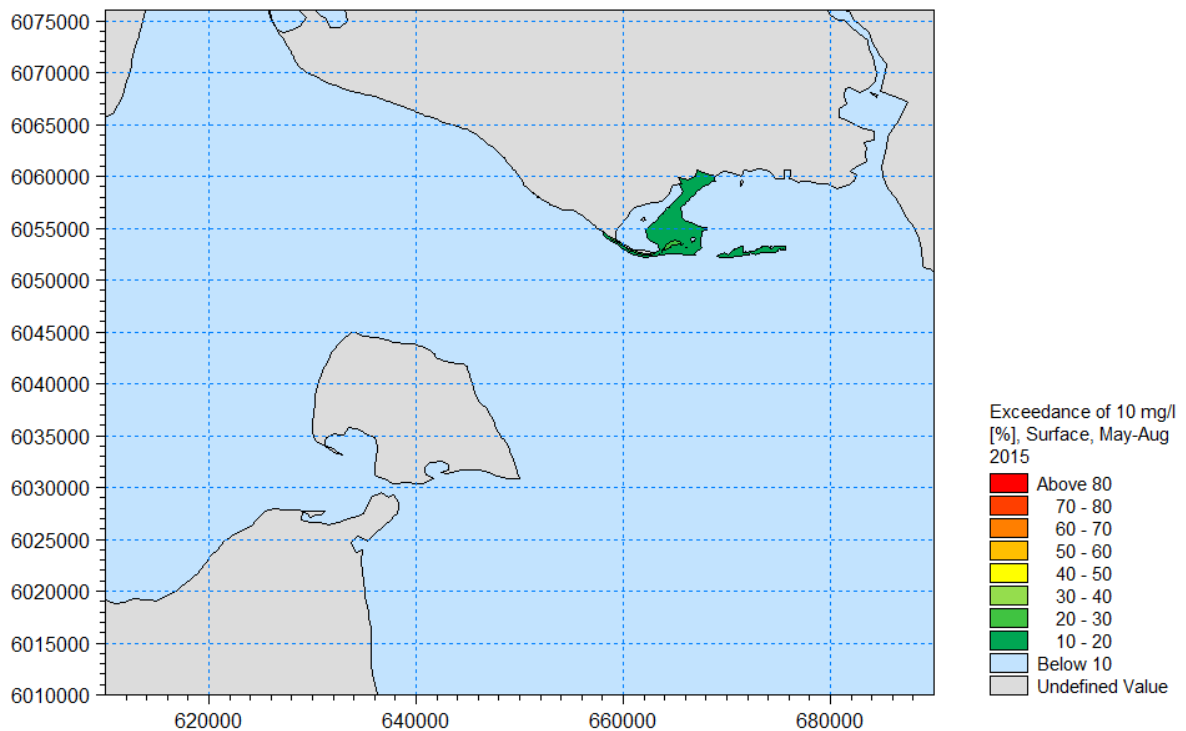 6075000
6070000
6065000
6060000
6055000
6050000
6045000
6040000
6035000
6030000
6025000
6020000
6015000
6010000
620000 640000 660000 680000
Exceedance of 10 mg/l
[%], Surface, May-Aug
2015
Above 80
70 - 80
60 - 70
50 - 60
40 - 50
30 - 40
20 - 30
10 - 20
Below 10
Undefined Value